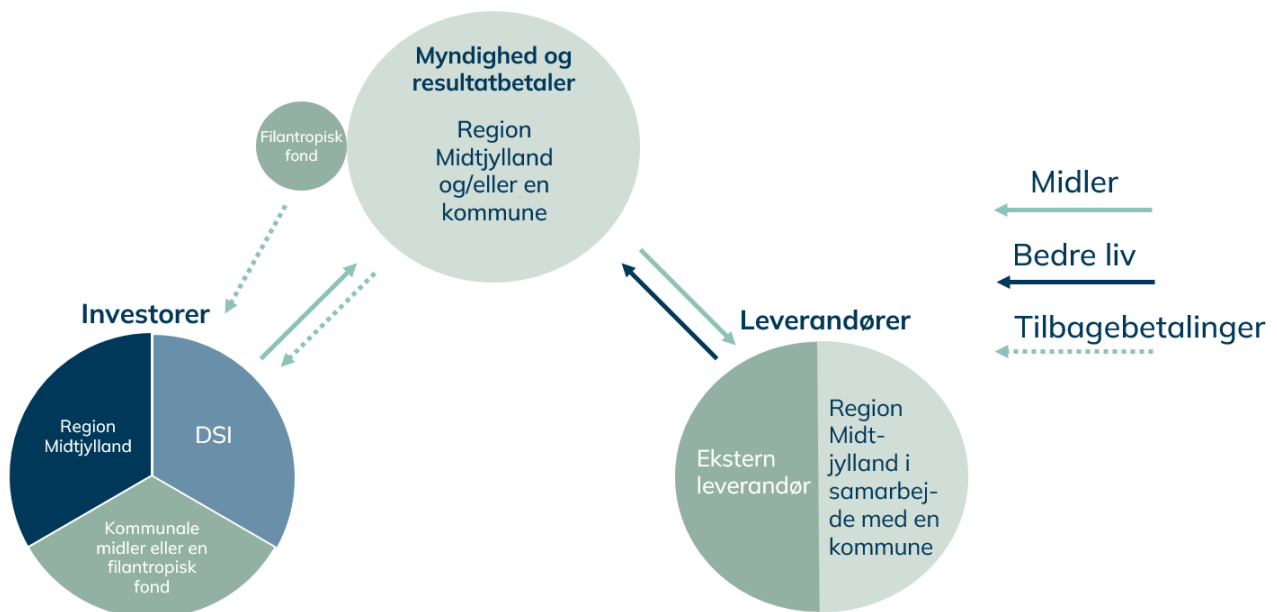 Myndighed og
resultatbetaler
Region
Midtjylland
og/eller en
kommune
Filantropisk
fond
Midler
Bedre liv
Tilbagebetalinger
Investorer
Region
Midtjylland
DSI
Kommunale
midler eller en
filantropisk
fond
Leverandører
Ekstern
leverandør
Region
Midt-
jylland i
samarbej-
de med en
kommune